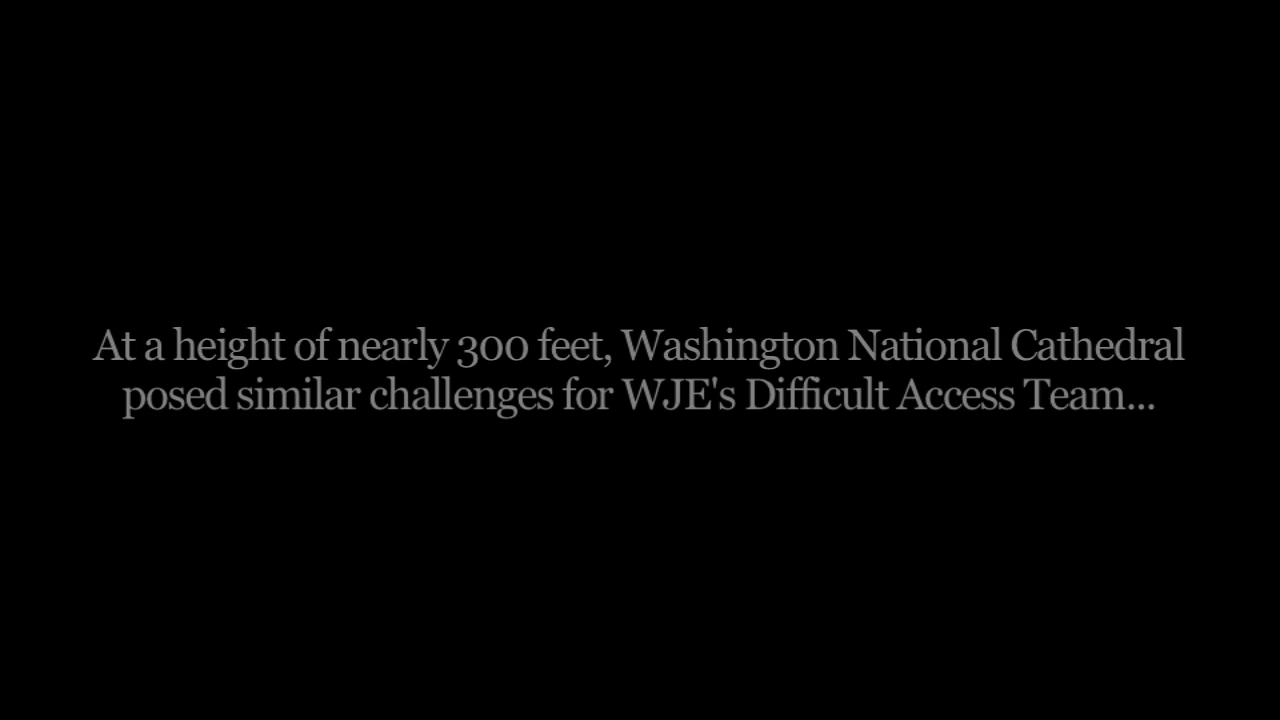 At a height of nearly 300 feet, Washington National Cathedral
posed similar challenges for WJE's Difficult Access Team...